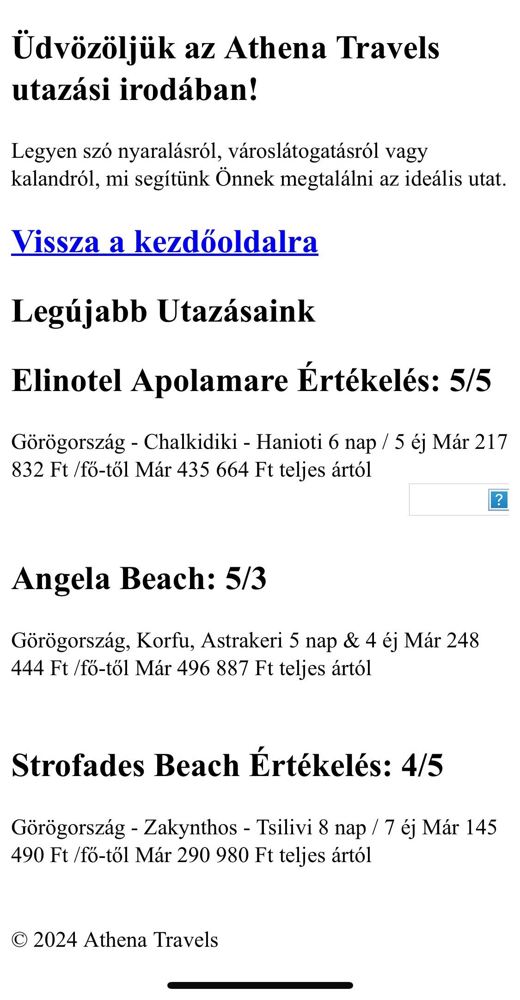 Üdvözöljük az Athena Travels
utazási irodában!
Legyen szó nyaralásról, városlátogatásról vagy
kalandról, mi segítünk Önnek megtalálni az ideális utat.
Vissza a kezdőoldalra
Legújabb Utazásaink
Elinotel Apolamare Értékelés: 5/5
Görögország - Chalkidiki - Hanioti 6 nap / 5 éj Már 217
832 Ft /fő-től Már 435 664 Ft teljes ártól
?
Angela Beach: 5/3
Görögország, Korfu, Astrakeri 5 nap & 4 éj Már 248
444 Ft /fő-től Már 496 887 Ft teljes ártól
Strofades Beach Értékelés: 4/5
Görögország - Zakynthos - Tsilivi 8 nap / 7 éj Már 145
490 Ft /fő-től Már 290 980 Ft teljes ártól
© 2024 Athena Travels